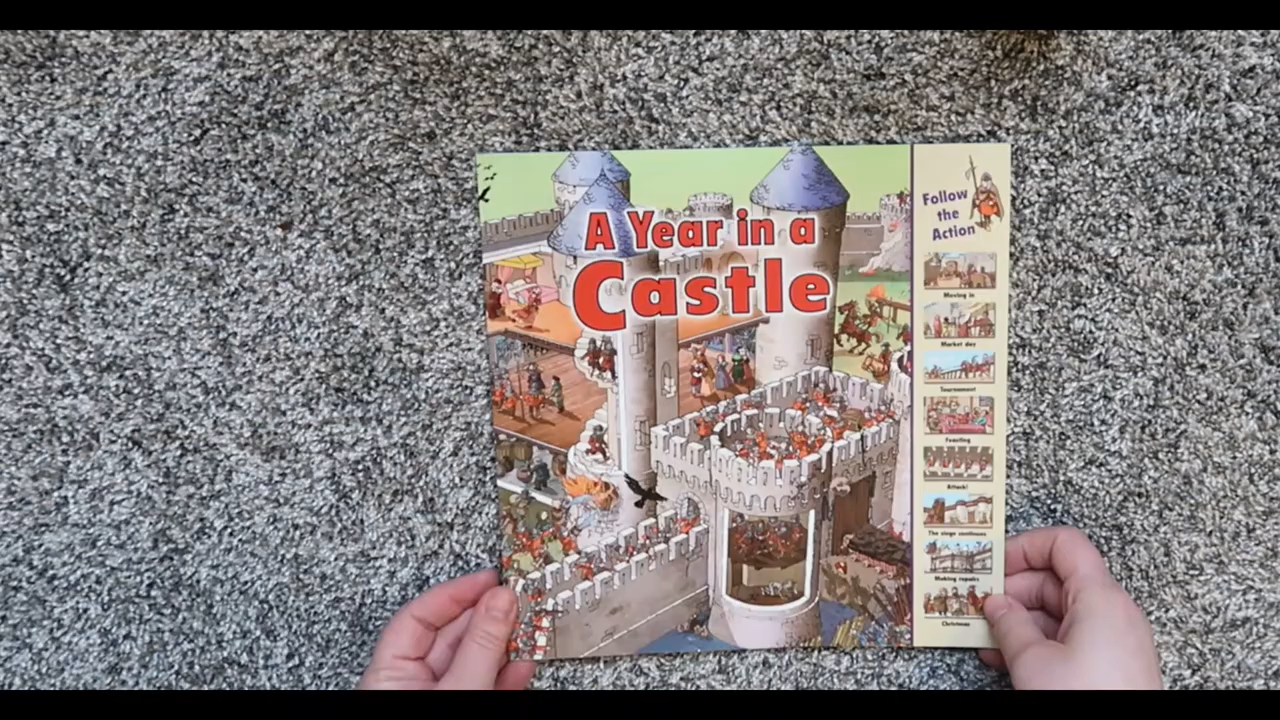 A Year in a
Castle
Follow
the
Action
Moving in
Market day
Tournament
Feasting
Attack!
The siege continues
Making repairs
Christmas